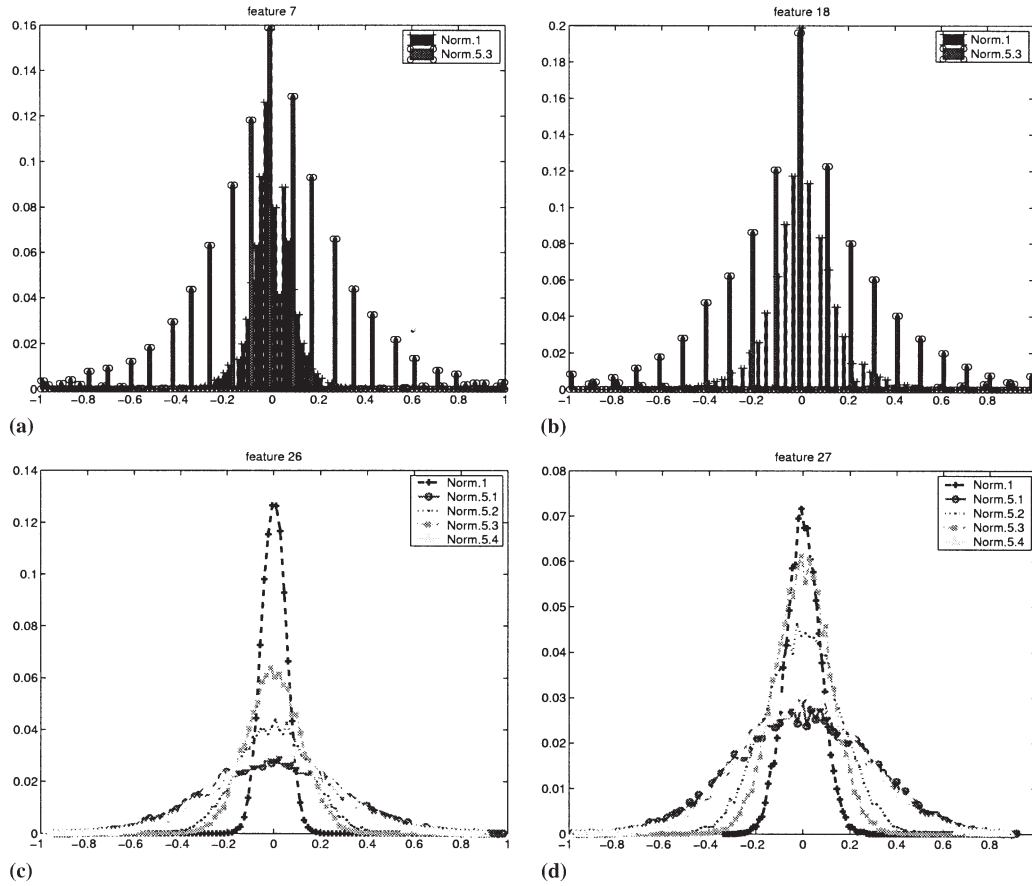 feature 7
0.16
0.14
0.12
0.1
0.08
0.06
0.04
0.02
0
-1 -0.8 -0.6 -0.4 -0.2 0 0.2 0.4 0.6 0.8 1
Norm.1
Norm.5.3
(a)
feature 18
0.2
0.18
0.16
0.14
0.12
0.1
0.08
0.06
0.04
0.02
0
-1 -0.8 -0.6 -0.4 -0.2 0 0.2 0.4 0.6 0.8
Norm.1
Norm.5.3
(b)
feature 26
0.14
0.12
0.1
0.08
0.06
0.04
0.02
0
-1 -0.8 -0.6 -0.4 -0.2 0 0.2 0.4 0.6 0.8 1
Norm.1
Norm.5.1
Norm.5.2
Norm.5.3
Norm.5.4
(c)
feature 27
0.08
0.07
0.06
0.05
0.04
0.03
0.02
0.01
0
-1 -0.8 -0.6 -0.4 -0.2 0 0.2 0.4 0.6 0.8
Norm.1
Norm.5.1
Norm.5.2
Norm.5.3
Norm.5.4
(d)